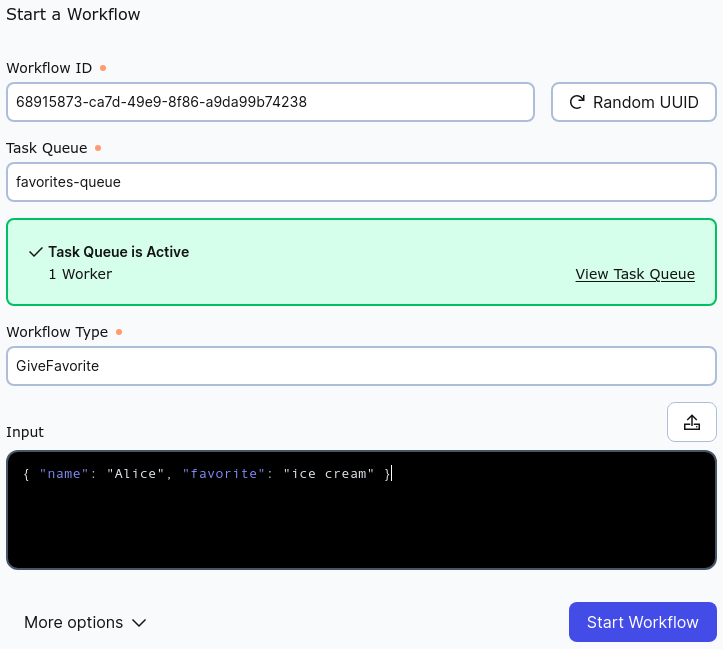 Start a Workflow
Workflow ID
68915873-ca7d-49e9-8f86-a9da99b74238
Random UUID
Task Queue
favorites-queue
Task Queue is Active
1 Worker
View Task Queue
Workflow Type
GiveFavorite
Input
{ "name": "Alice", "favorite": "ice cream" }
More options
Start Workflow